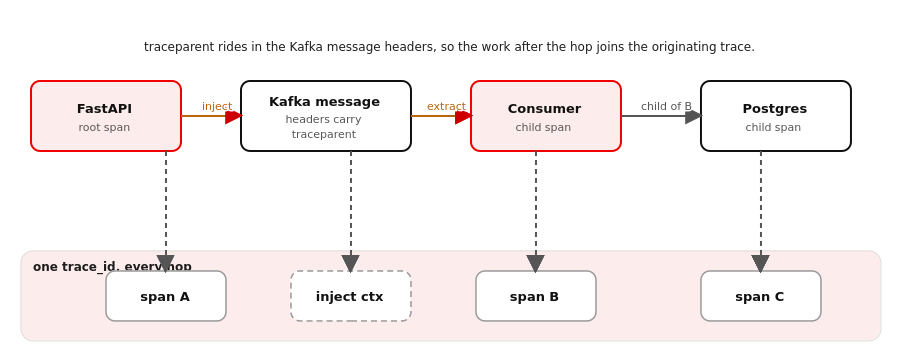 traceparent rides in the Kafka message headers, so the work after the hop joins the originating trace.
FastAPI
root span
inject
Kafka message
headers carry
traceparent
extract
Consumer
child span
child of B
Postgres
child span
one trace_id, every hop
span A
inject ctx
span B
span C